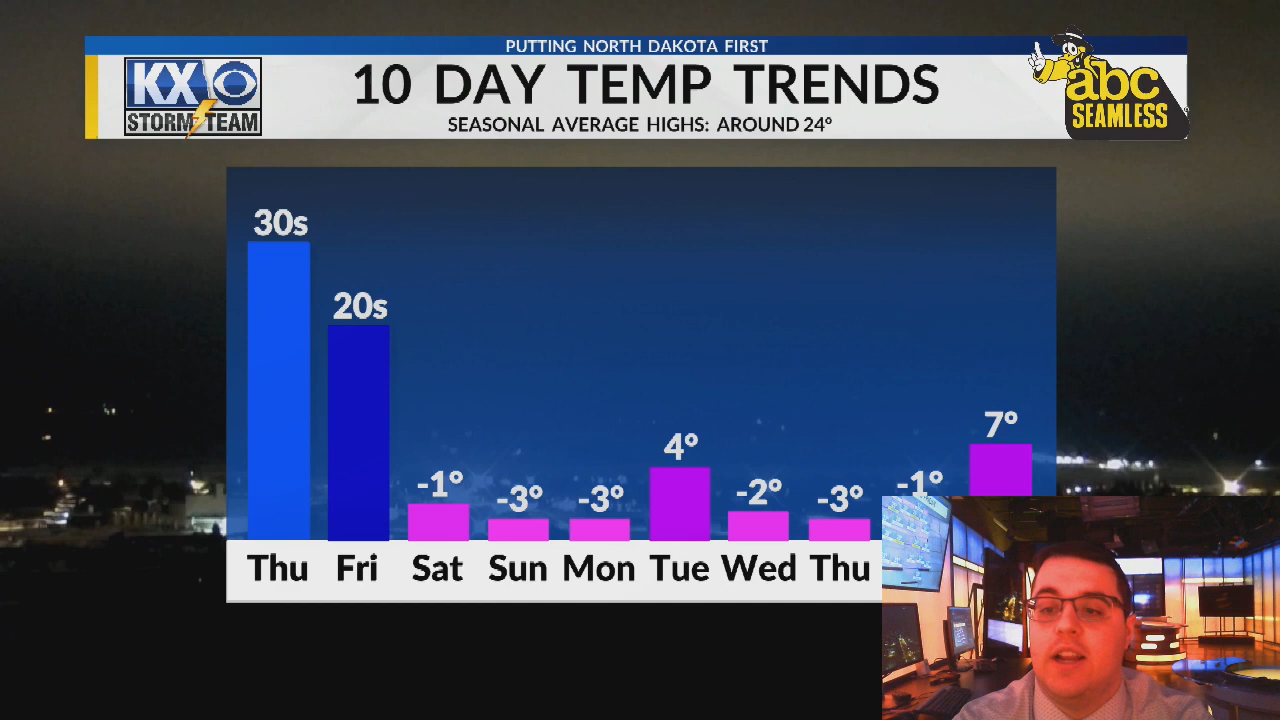 PUTTING NORTH DAKOTA FIRST
KX
STORM TEAM
10 DAY TEMP TRENDS
SEASONAL AVERAGE HIGHS: AROUND 24°
abc
SEAMLESS
30s
20s
-1°
-3°
-3°
4°
-2°
-3°
-1°
7°
Thu
Fri
Sat
Sun
Mon
Tue
Wed
Thu